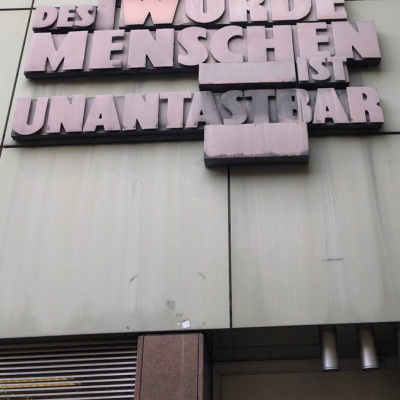 DES WÜRDE
MENSCHEN
IST
UNANTASTBAR